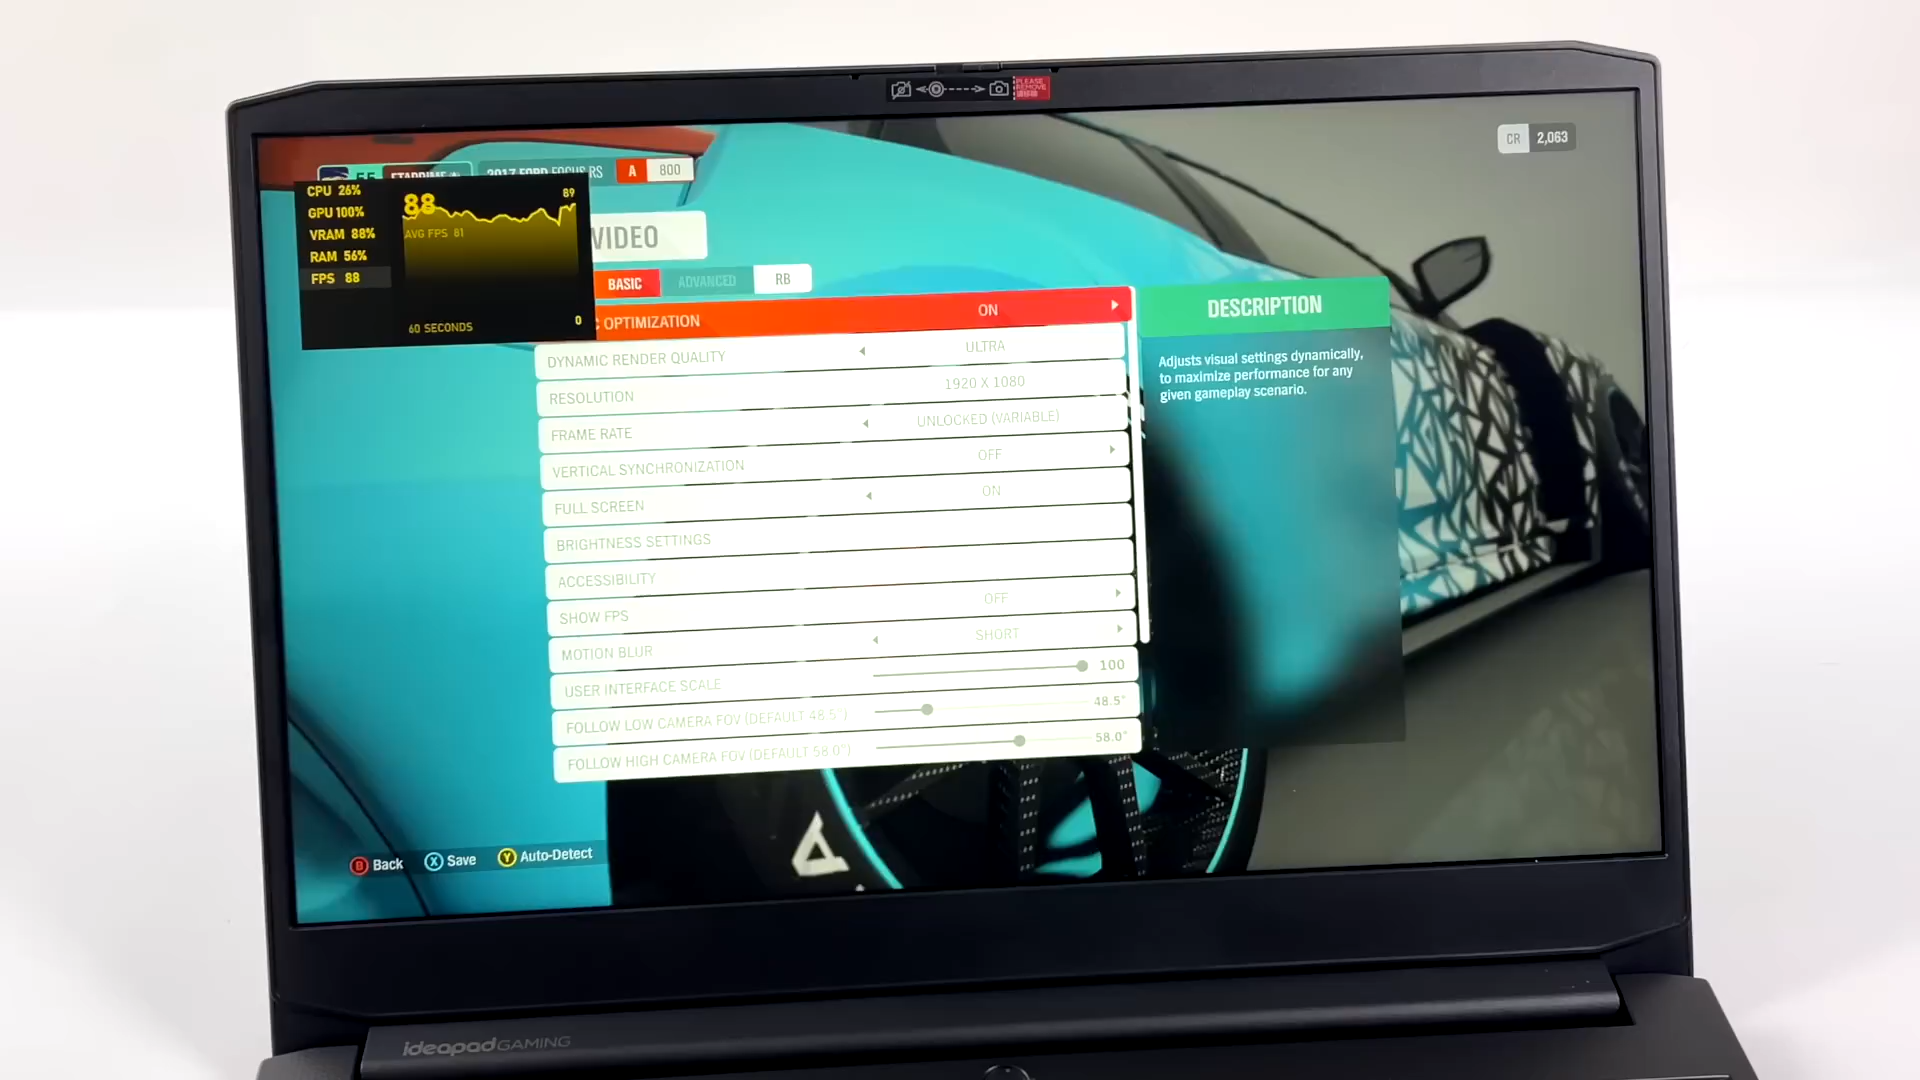 PLEASE
REMOVE
CR 2,063
2017 FORD FOCUS RS A 800
CPU 26%
GPU 100%
VRAM 88%
RAM 56%
FPS 88
88
89
AVG FPS 81
60 SECONDS
0
VIDEO
BASIC ADVANCED RB
OPTIMIZATION ON
DYNAMIC RENDER QUALITY ULTRA
RESOLUTION 1920 X 1080
FRAME RATE UNLOCKED (VARIABLE)
VERTICAL SYNCHRONIZATION OFF
FULL SCREEN ON
BRIGHTNESS SETTINGS
ACCESSIBILITY
SHOW FPS OFF
MOTION BLUR SHORT
USER INTERFACE SCALE 100
FOLLOW LOW CAMERA FOV (DEFAULT 48.5°) 48.5°
FOLLOW HIGH CAMERA FOV (DEFAULT 58.0°) 58.0°
DESCRIPTION
Adjusts visual settings dynamically,
to maximize performance for any
given gameplay scenario.
B Back X Save Y Auto-Detect
ideapad GAMING